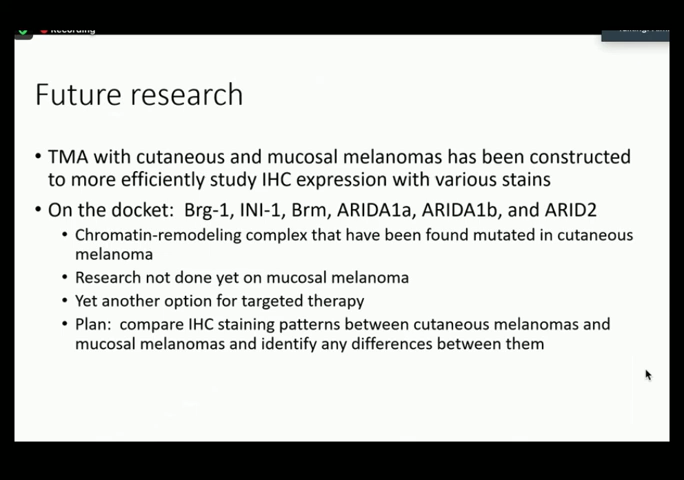 Recording
Future research
• TMA with cutaneous and mucosal melanomas has been constructed
to more efficiently study IHC expression with various stains
• On the docket: Brg-1, INI-1, Brm, ARIDA1a, ARIDA1b, and ARID2
• Chromatin-remodeling complex that have been found mutated in cutaneous
melanoma
• Research not done yet on mucosal melanoma
• Yet another option for targeted therapy
• Plan: compare IHC staining patterns between cutaneous melanomas and
mucosal melanomas and identify any differences between them